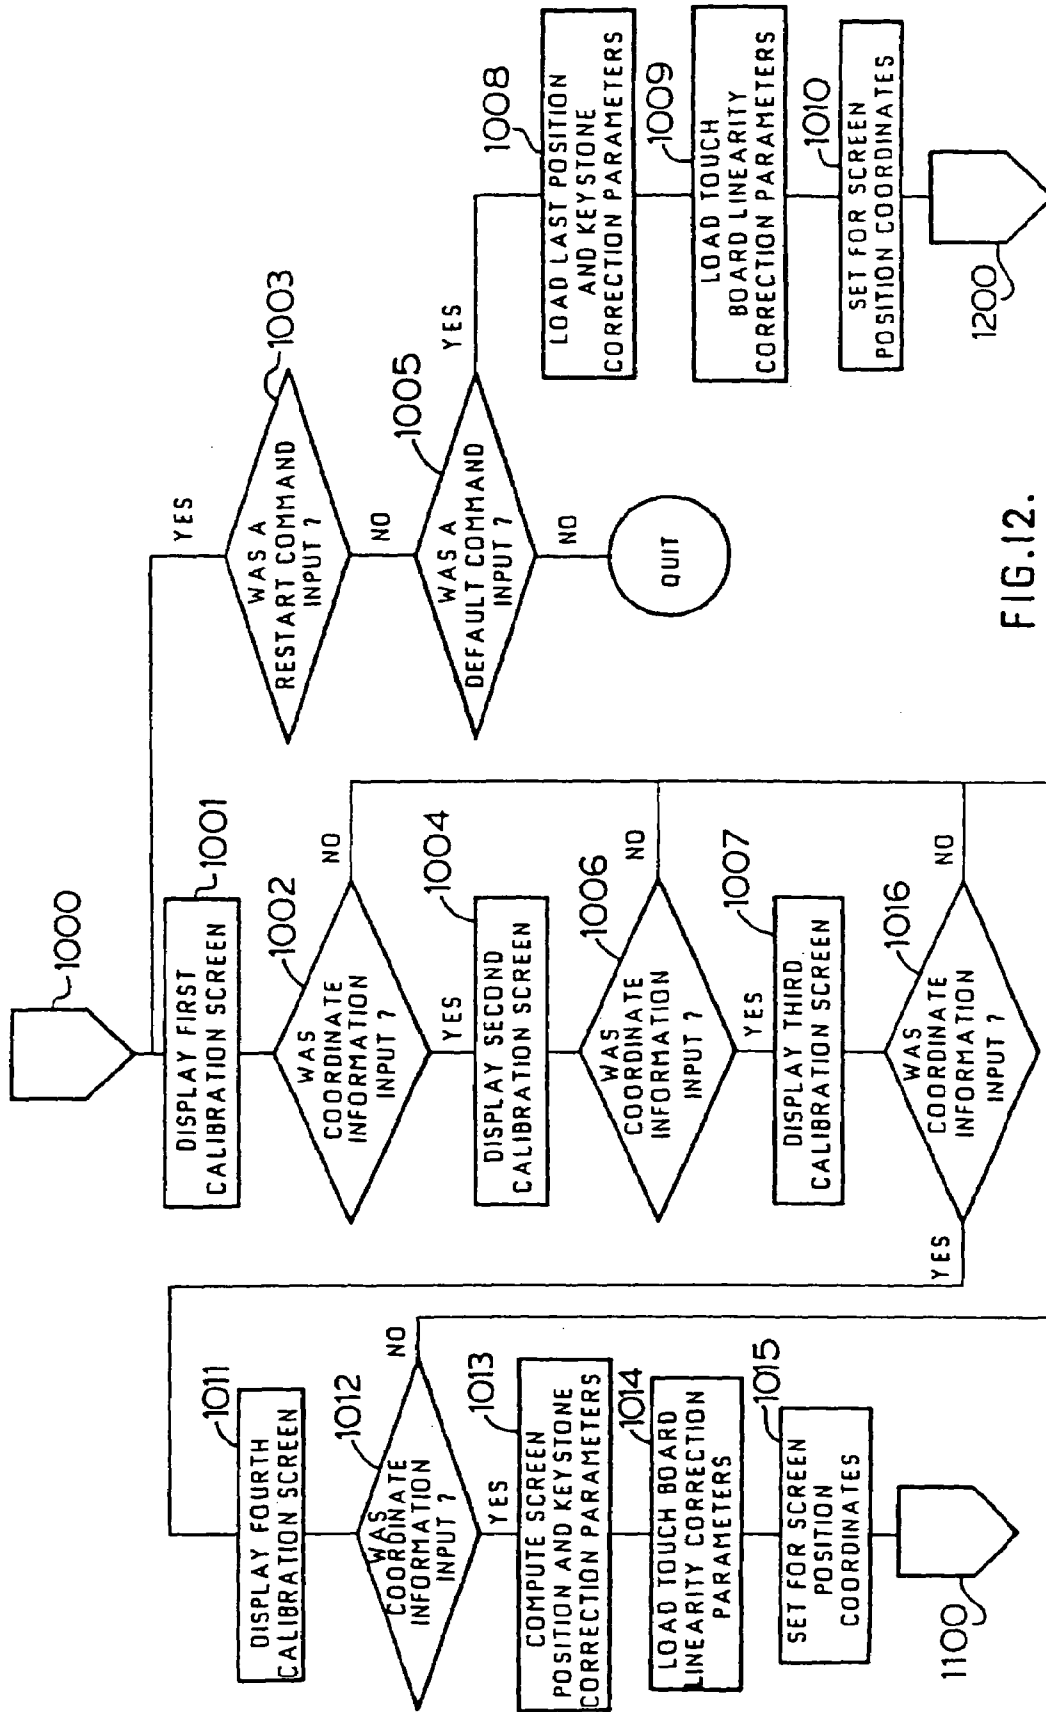 1000
DISPLAY FIRST
CALIBRATION SCREEN
1001
WAS
COORDINATE
INFORMATION
INPUT ?
1002
NO
YES
DISPLAY SECOND
CALIBRATION SCREEN
1004
WAS
COORDINATE
INFORMATION
INPUT ?
1006
NO
YES
DISPLAY THIRD
CALIBRATION SCREEN
1007
WAS
COORDINATE
INFORMATION
INPUT ?
1016
NO
YES
YES
WAS A
RESTART COMMAND
INPUT ?
1003
NO
WAS A
DEFAULT COMMAND
INPUT ?
1005
YES
NO
QUIT
LOAD LAST POSITION
AND KEYSTONE
CORRECTION PARAMETERS
1008
LOAD TOUCH
BOARD LINEARITY
CORRECTION PARAMETERS
1009
SET FOR SCREEN
POSITION COORDINATES
1010
1200
DISPLAY FOURTH
CALIBRATION SCREEN
1011
WAS
COORDINATE
INFORMATION
INPUT ?
1012
NO
YES
COMPUTE SCREEN
POSITION AND KEYSTONE
CORRECTION PARAMETERS
1013
LOAD TOUCH BOARD
LINEARITY CORRECTION
PARAMETERS
1014
SET FOR SCREEN
POSITION
COORDINATES
1015
1100
FIG.12.